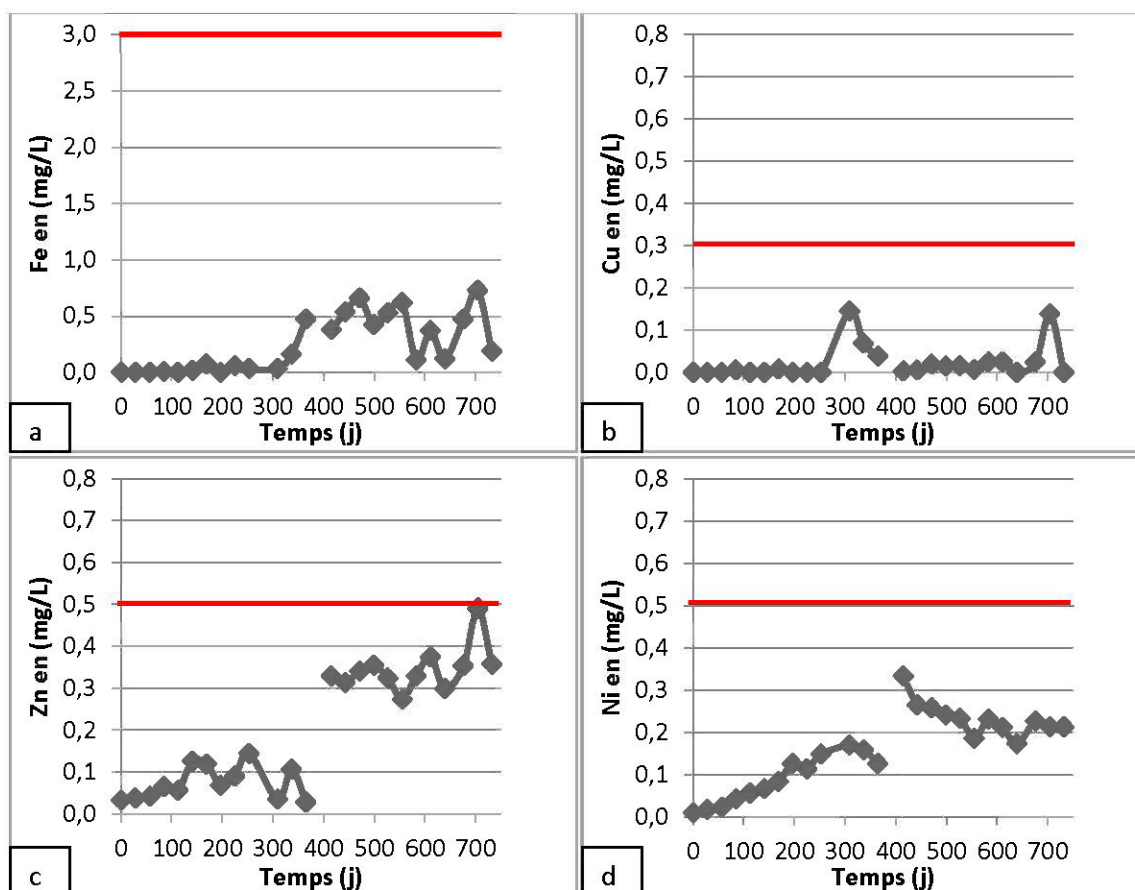 Fe en (mg/L)
3,0
2,5
2,0
1,5
1,0
0,5
0,0
0 100 200 300 400 500 600 700
Temps (j)
a
Cu en (mg/L)
0,8
0,7
0,6
0,5
0,4
0,3
0,2
0,1
0,0
0 100 200 300 400 500 600 700
Temps (j)
b
Zn en (mg/L)
0,8
0,7
0,6
0,5
0,4
0,3
0,2
0,1
0,0
0 100 200 300 400 500 600 700
Temps (j)
c
Ni en (mg/L)
0,8
0,7
0,6
0,5
0,4
0,3
0,2
0,1
0,0
0 100 200 300 400 500 600 700
Temps (j)
d